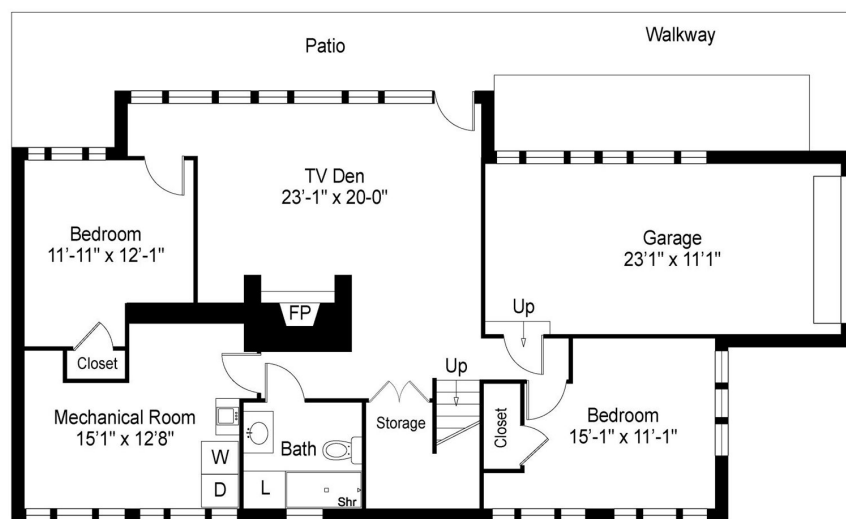 Patio
Walkway
TV Den
23'-1" x 20-0"
Bedroom
11'-11" x 12'-1"
Garage
23'1" x 11'1"
FP
Up
Closet
Up
Mechanical Room
15'1" x 12'8"
Storage
Closet
Bedroom
15'-1" x 11'-1"
Bath
W
D
L
Shr